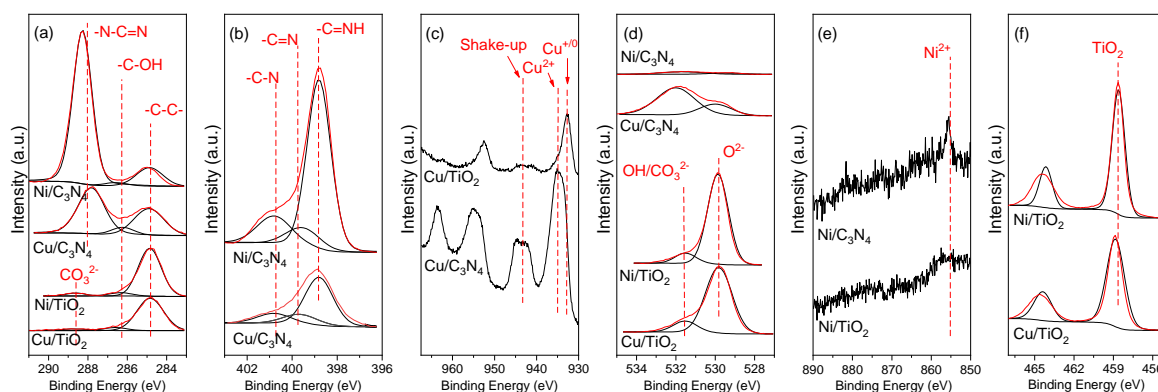 (a)
-N-C=N
-C-OH
-C-C-
Ni/C3N4
Cu/C3N4
CO3 2-
Ni/TiO2
Cu/TiO2
Intensity (a.u.)
292 290 288 286 284
Binding Energy (eV)
(b)
-C=NH
-C=N
-C-N
Ni/C3N4
Cu/C3N4
Intensity (a.u.)
402 400 398 396
Binding Energy (eV)
(c)
Shake-up
Cu+/0
Cu2+
Cu/TiO2
Cu/C3N4
Intensity (a.u.)
960 950 940 930
Binding Energy (eV)
(d)
Ni/C3N4
Cu/C3N4
OH/CO3 2-
O2-
Ni/TiO2
Cu/TiO2
Intensity (a.u.)
534 532 530 528
Binding Energy (eV)
(e)
Ni2+
Ni/C3N4
Ni/TiO2
Intensity (a.u.)
890 880 870 860 850
Binding Energy (eV)
(f)
TiO2
Ni/TiO2
Cu/TiO2
Intensity (a.u.)
465 462 459 456
Binding Energy (eV)